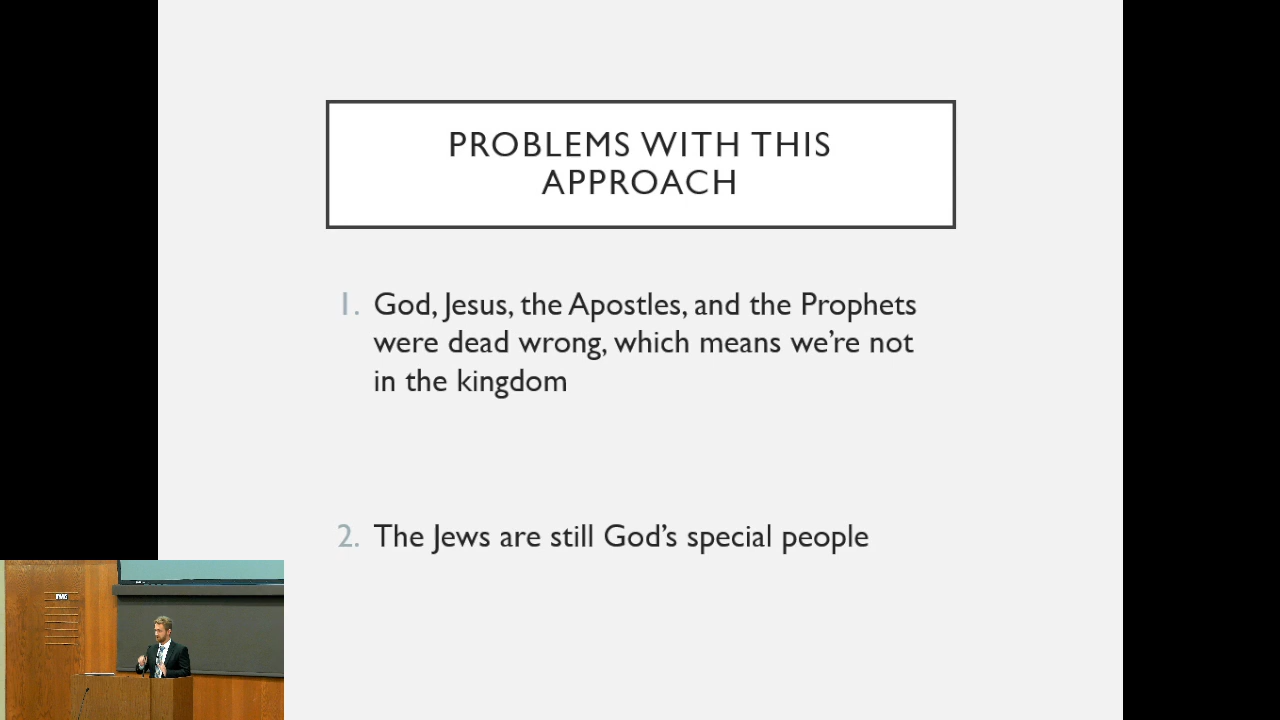 PROBLEMS WITH THIS
APPROACH
1. God, Jesus, the Apostles, and the Prophets
were dead wrong, which means we're not
in the kingdom
2. The Jews are still God's special people